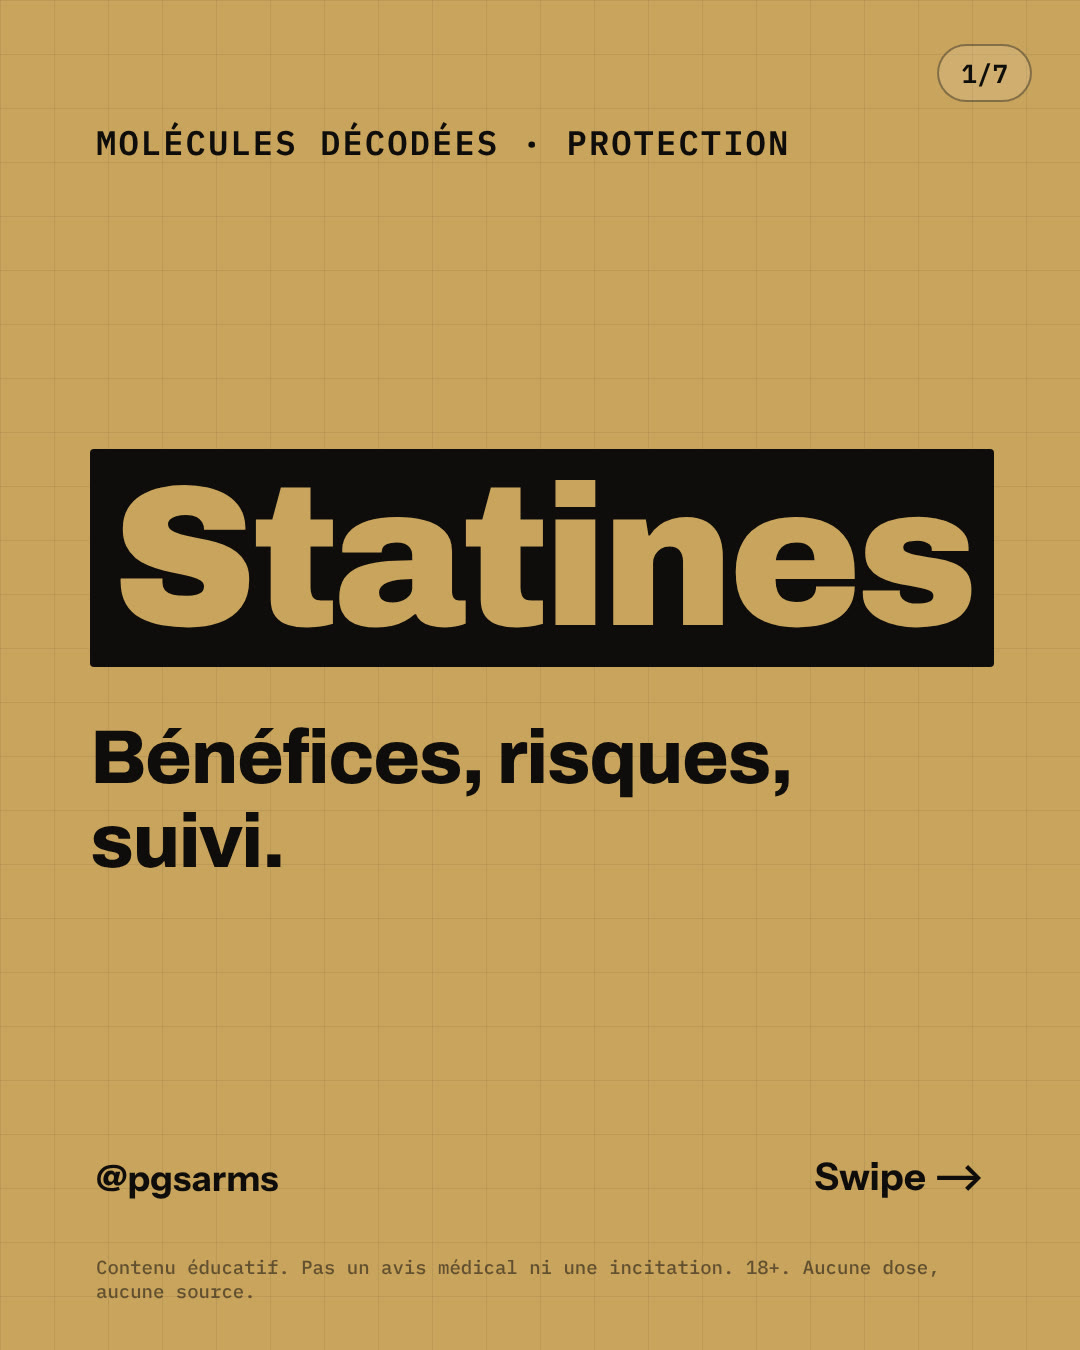 1/7
MOLÉCULES DÉCODÉES · PROTECTION
Statines
Bénéfices, risques,
suivi.
@pgsarms
Swipe →
Contenu éducatif. Pas un avis médical ni une incitation. 18+. Aucune dose,
aucune source.